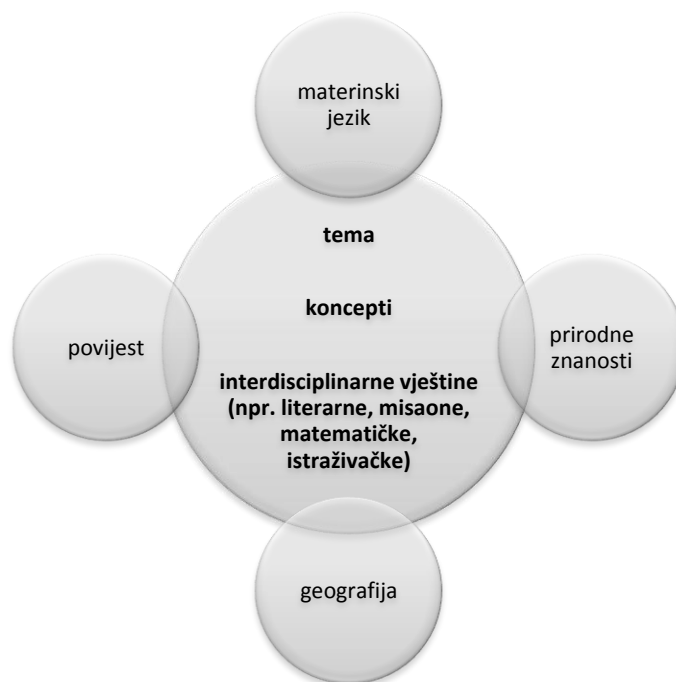 materinski
jezik
tema
koncepti
povijest
prirodne
znanosti
interdisciplinarne vještine
(npr. literarne, misaone,
matematičke,
istraživačke)
geografija